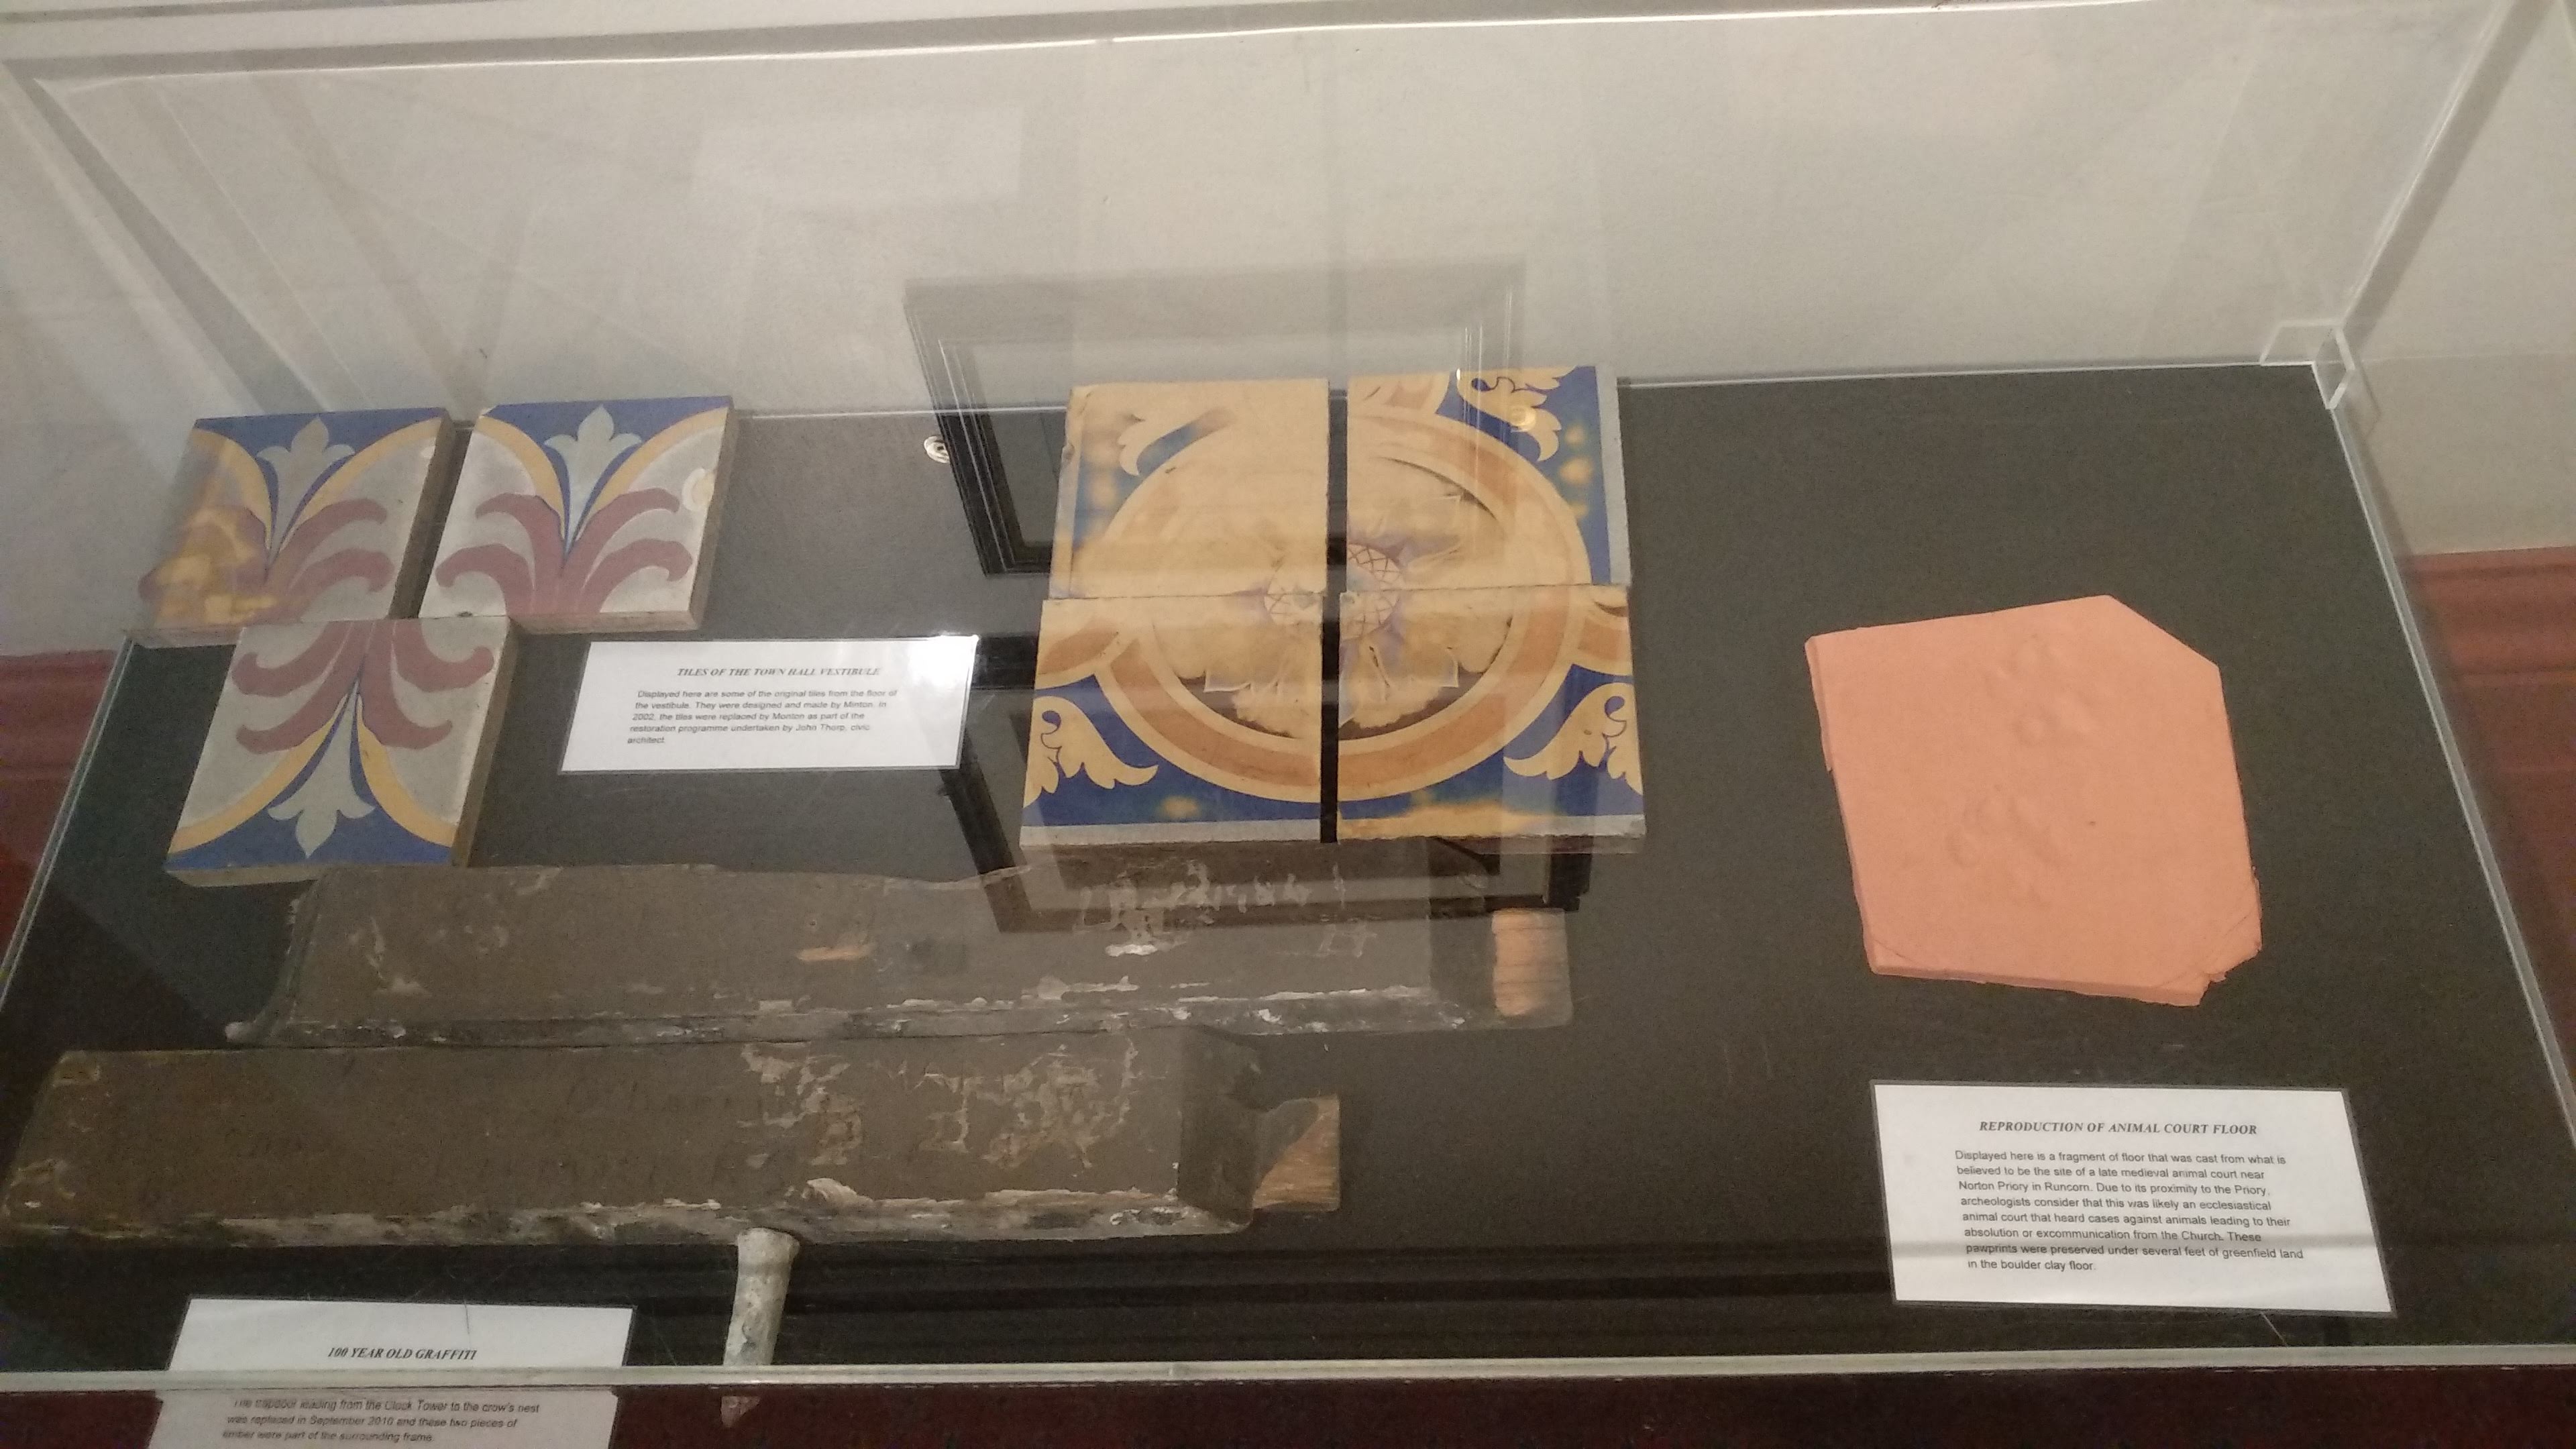 TILES OF THE TOWN HALL VESTIBULE
Displayed here are some of the original tiles from the floor of
the vestibule. They were designed and made by Minton. In
2002, the tiles were replaced by Monton as part of the
restoration programme undertaken by John Thorp, civic
architect.
REPRODUCTION OF ANIMAL COURT FLOOR
Displayed here is a fragment of floor that was cast from what is
believed to be the site of a late medieval animal court near
Norton Priory in Runcorn. Due to its proximity to the Priory,
archeologists consider that this was likely an ecclesiastical
animal court that heard cases against animals leading to their
absolution or excommunication from the Church. These
pawprints were preserved under several feet of greenfield land
in the boulder clay floor.
100 YEAR OLD GRAFFITI
The trapdoor leading from the Clock Tower to the crow's nest
was replaced in September 2010 and these two pieces of
timber were part of the surrounding frame.